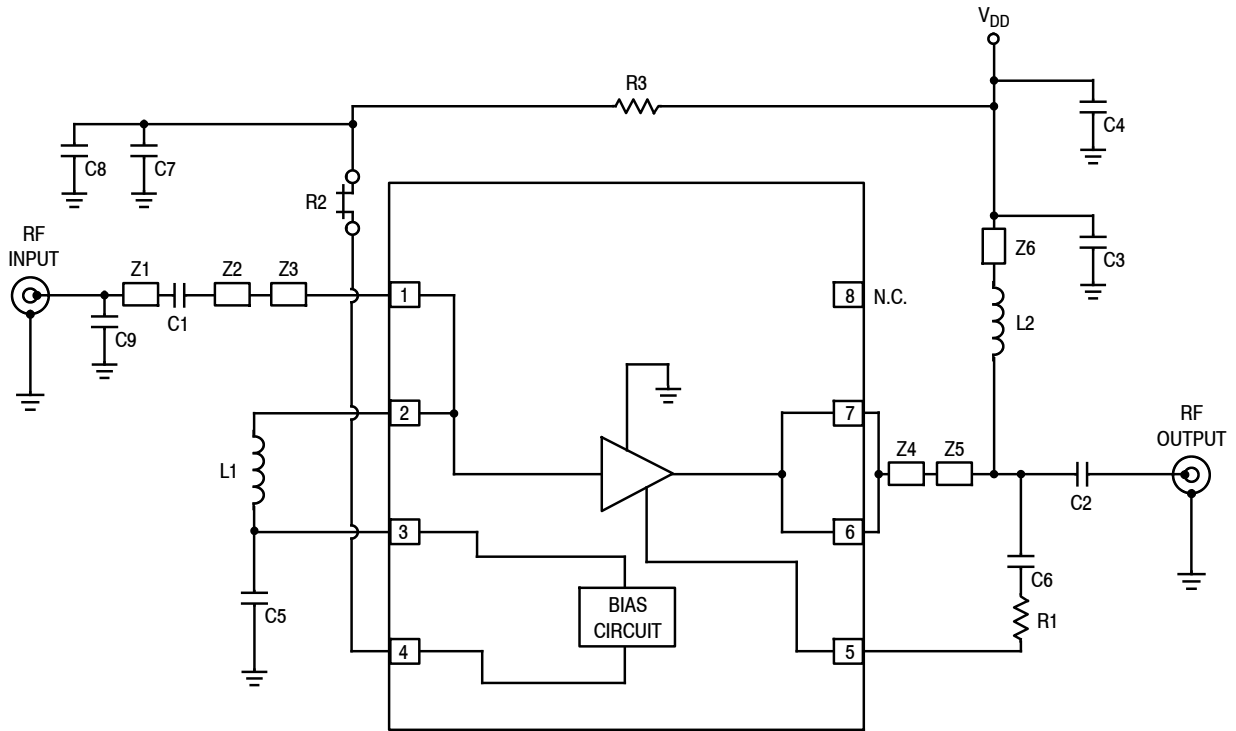 VDD
R3
C4
C8
C7
R2
RF
INPUT
Z1
Z2
Z3
C1
C9
Z6
C3
1
8
N.C.
L2
2
7
RF
OUTPUT
L1
Z4
Z5
C2
3
6
C6
C5
BIAS
CIRCUIT
R1
4
5